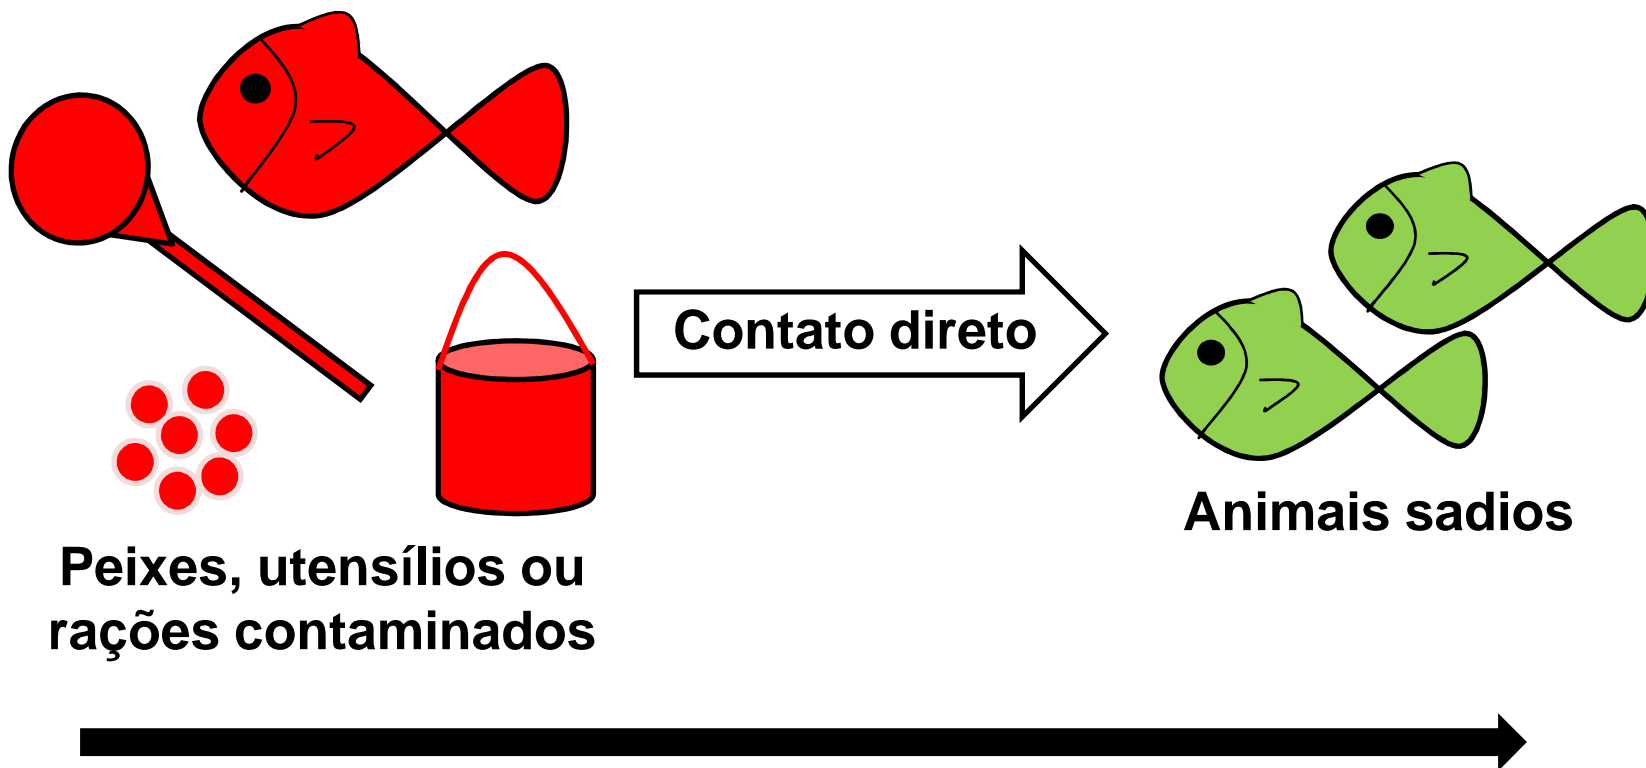 Contato direto
Animais sadios
Peixes, utensílios ou
rações contaminados